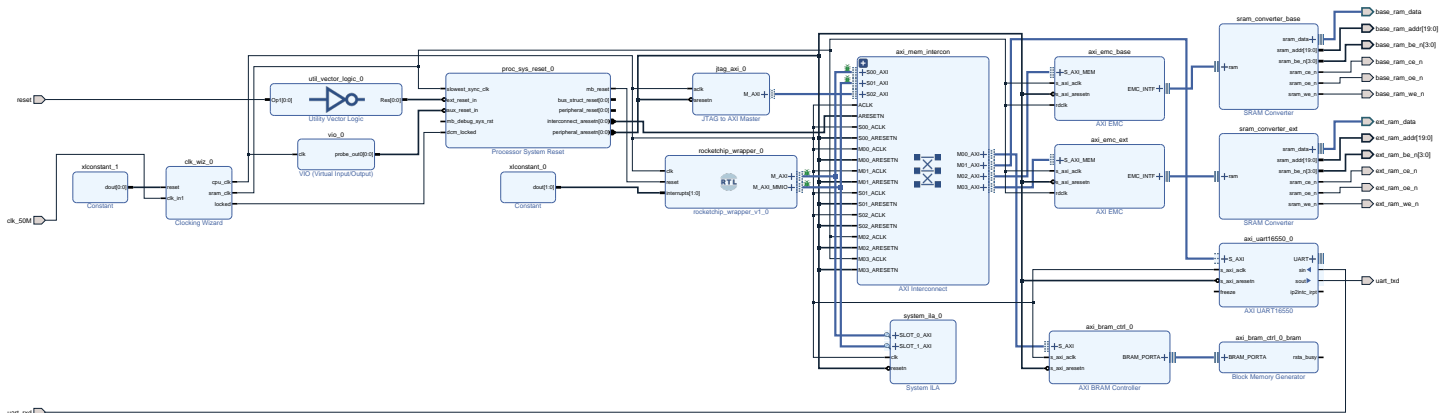 reset
clk_50M
uart_rxd
xlconstant_1
dout[0:0]
Constant
clk_wiz_0
reset
clk_in1
cpu_clk
sram_clk
locked
Clocking Wizard
util_vector_logic_0
Op1[0:0]
Res[0:0]
Utility Vector Logic
vio_0
clk
probe_out0[0:0]
VIO (Virtual Input/Output)
proc_sys_reset_0
slowest_sync_clk
ext_reset_in
aux_reset_in
mb_debug_sys_rst
dcm_locked
mb_reset
bus_struct_reset[0:0]
peripheral_reset[0:0]
interconnect_aresetn[0:0]
peripheral_aresetn[0:0]
Processor System Reset
xlconstant_0
dout[1:0]
Constant
jtag_axi_0
aclk
aresetn
M_AXI
JTAG to AXI Master
rocketchip_wrapper_0
clk
reset
interrupts[1:0]
RTL
M_AXI
M_AXI_MMIO
rocketchip_wrapper_v1_0
axi_mem_intercon
S00_AXI
S01_AXI
S02_AXI
ACLK
ARESETN
S00_ACLK
S00_ARESETN
M00_ACLK
M00_ARESETN
M01_ACLK
M01_ARESETN
S01_ACLK
S01_ARESETN
S02_ACLK
S02_ARESETN
M02_ACLK
M02_ARESETN
M03_ACLK
M03_ARESETN
M00_AXI
M01_AXI
M02_AXI
M03_AXI
AXI Interconnect
system_ila_0
SLOT_0_AXI
SLOT_1_AXI
clk
resetn
System ILA
axi_emc_base
S_AXI_MEM
s_axi_aclk
s_axi_aresetn
rdclk
EMC_INTF
AXI EMC
axi_emc_ext
S_AXI_MEM
s_axi_aclk
s_axi_aresetn
rdclk
EMC_INTF
AXI EMC
axi_bram_ctrl_0
S_AXI
s_axi_aclk
s_axi_aresetn
BRAM_PORTA
AXI BRAM Controller
sram_converter_base
ram
sram_data
sram_addr[19:0]
sram_be_n[3:0]
sram_ce_n
sram_oe_n
sram_we_n
SRAM Converter
sram_converter_ext
ram
sram_data
sram_addr[19:0]
sram_be_n[3:0]
sram_ce_n
sram_oe_n
sram_we_n
SRAM Converter
axi_uart16550_0
S_AXI
s_axi_aclk
s_axi_aresetn
freeze
UART
sin
sout
ip2intc_irpt
AXI UART16550
axi_bram_ctrl_0_bram
BRAM_PORTA
rsta_busy
Block Memory Generator
base_ram_data
base_ram_addr[19:0]
base_ram_be_n[3:0]
base_ram_ce_n
base_ram_oe_n
base_ram_we_n
ext_ram_data
ext_ram_addr[19:0]
ext_ram_be_n[3:0]
ext_ram_ce_n
ext_ram_oe_n
ext_ram_we_n
uart_txd